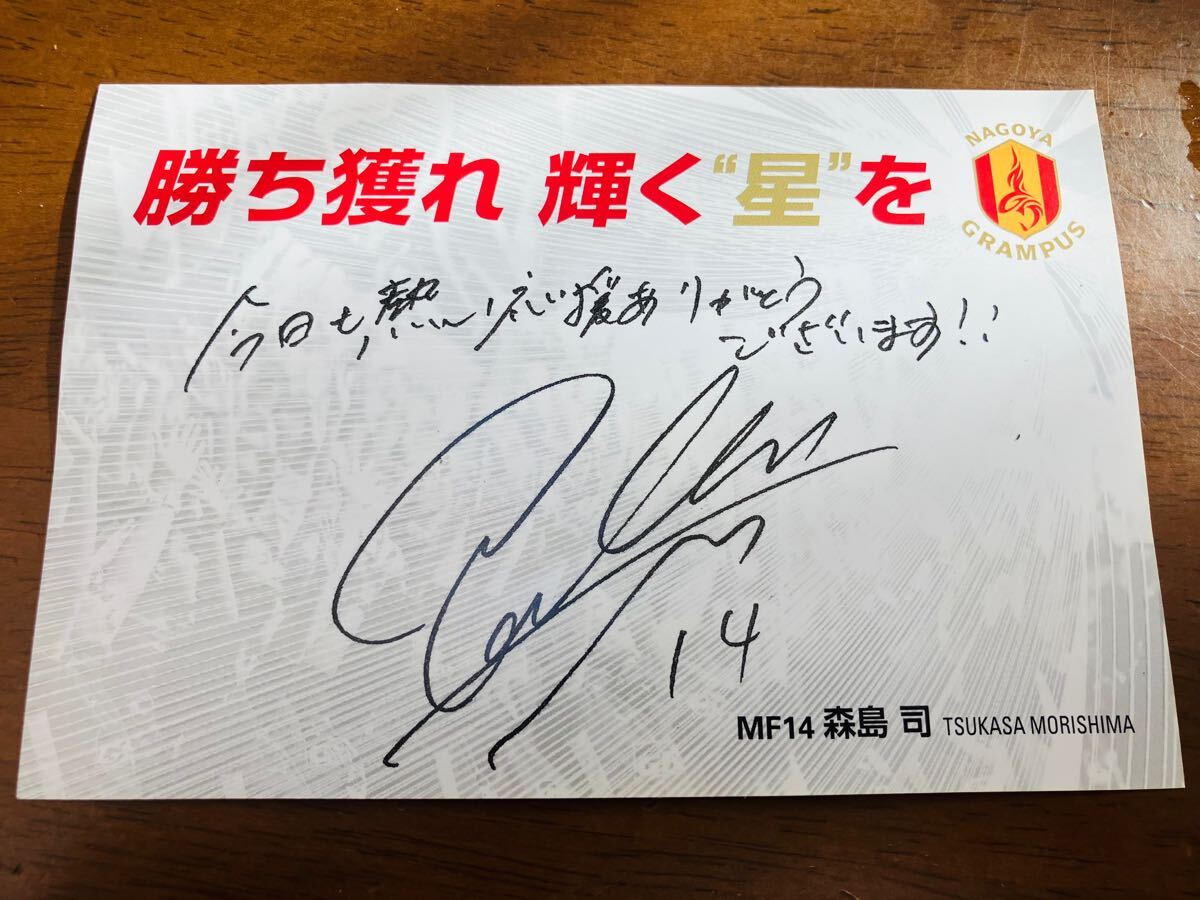 勝ち獲れ 輝く“星”を
NAGOYA
GRAMPUS
今日も熱い応援ありがとう
ございます!!
14
MF14 森島 司 TSUKASA MORISHIMA